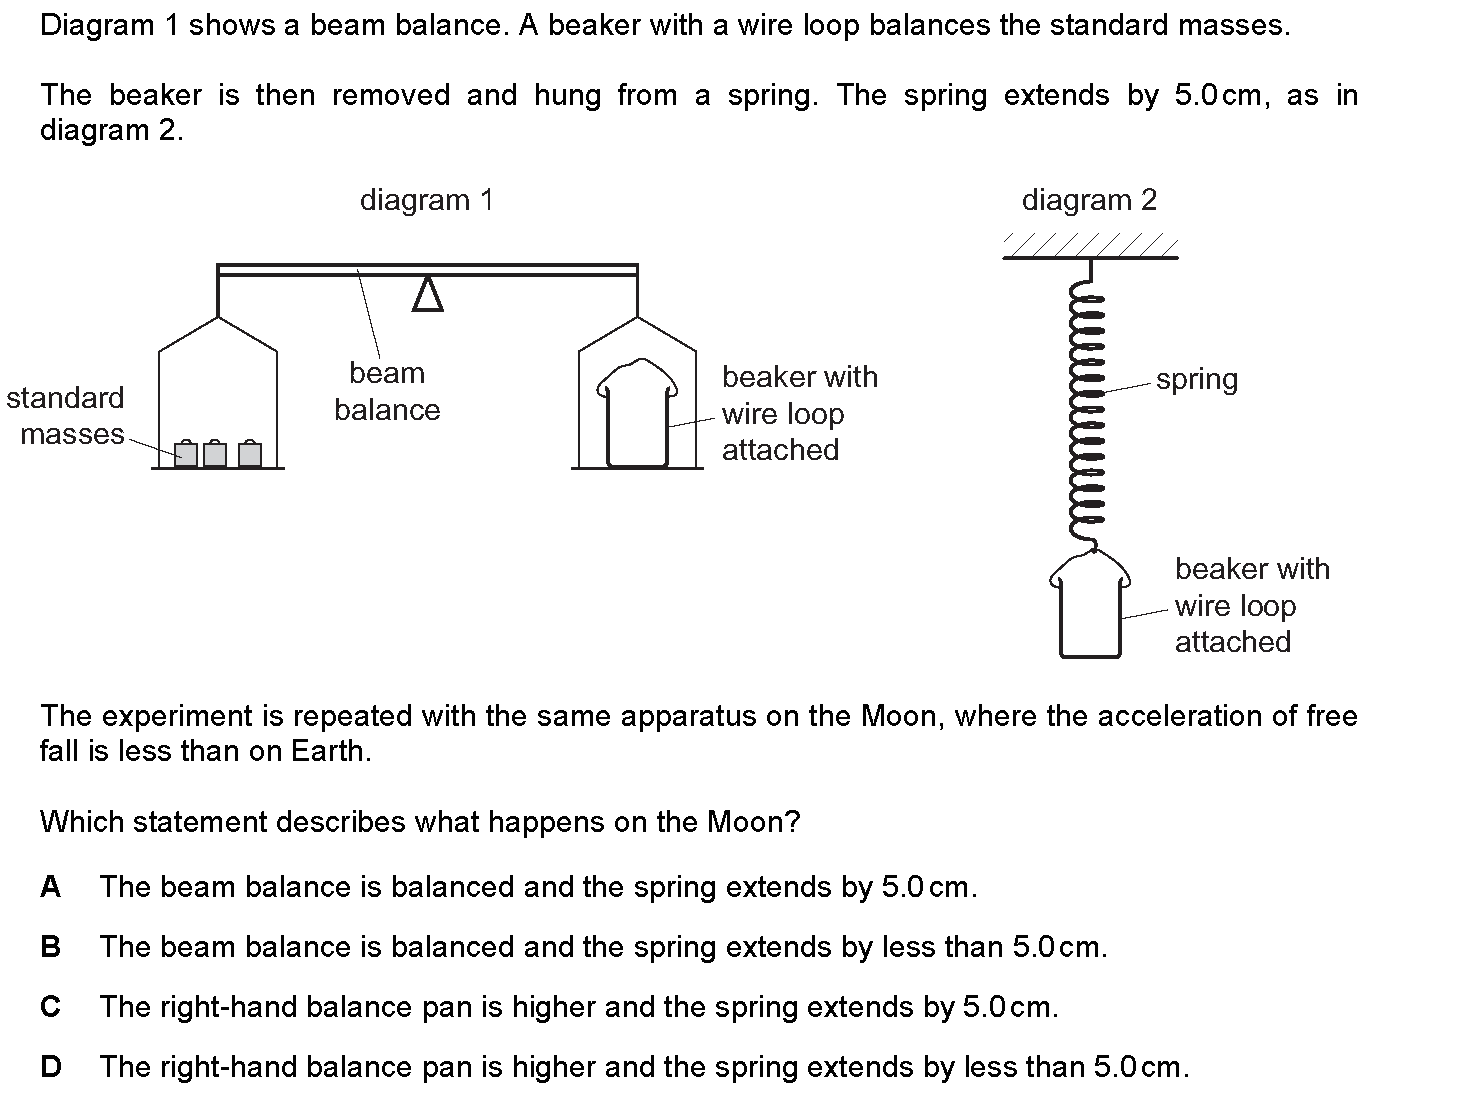 Diagram 1 shows a beam balance. A beaker with a wire loop balances the standard masses.
The beaker is then removed and hung from a spring. The spring extends by 5.0 cm, as in
diagram 2.
diagram 1
diagram 2
beam
balance
standard
masses
beaker with
wire loop
attached
spring
beaker with
wire loop
attached
The experiment is repeated with the same apparatus on the Moon, where the acceleration of free
fall is less than on Earth.
Which statement describes what happens on the Moon?
A The beam balance is balanced and the spring extends by 5.0 cm.
B The beam balance is balanced and the spring extends by less than 5.0 cm.
C The right-hand balance pan is higher and the spring extends by 5.0 cm.
D The right-hand balance pan is higher and the spring extends by less than 5.0 cm.